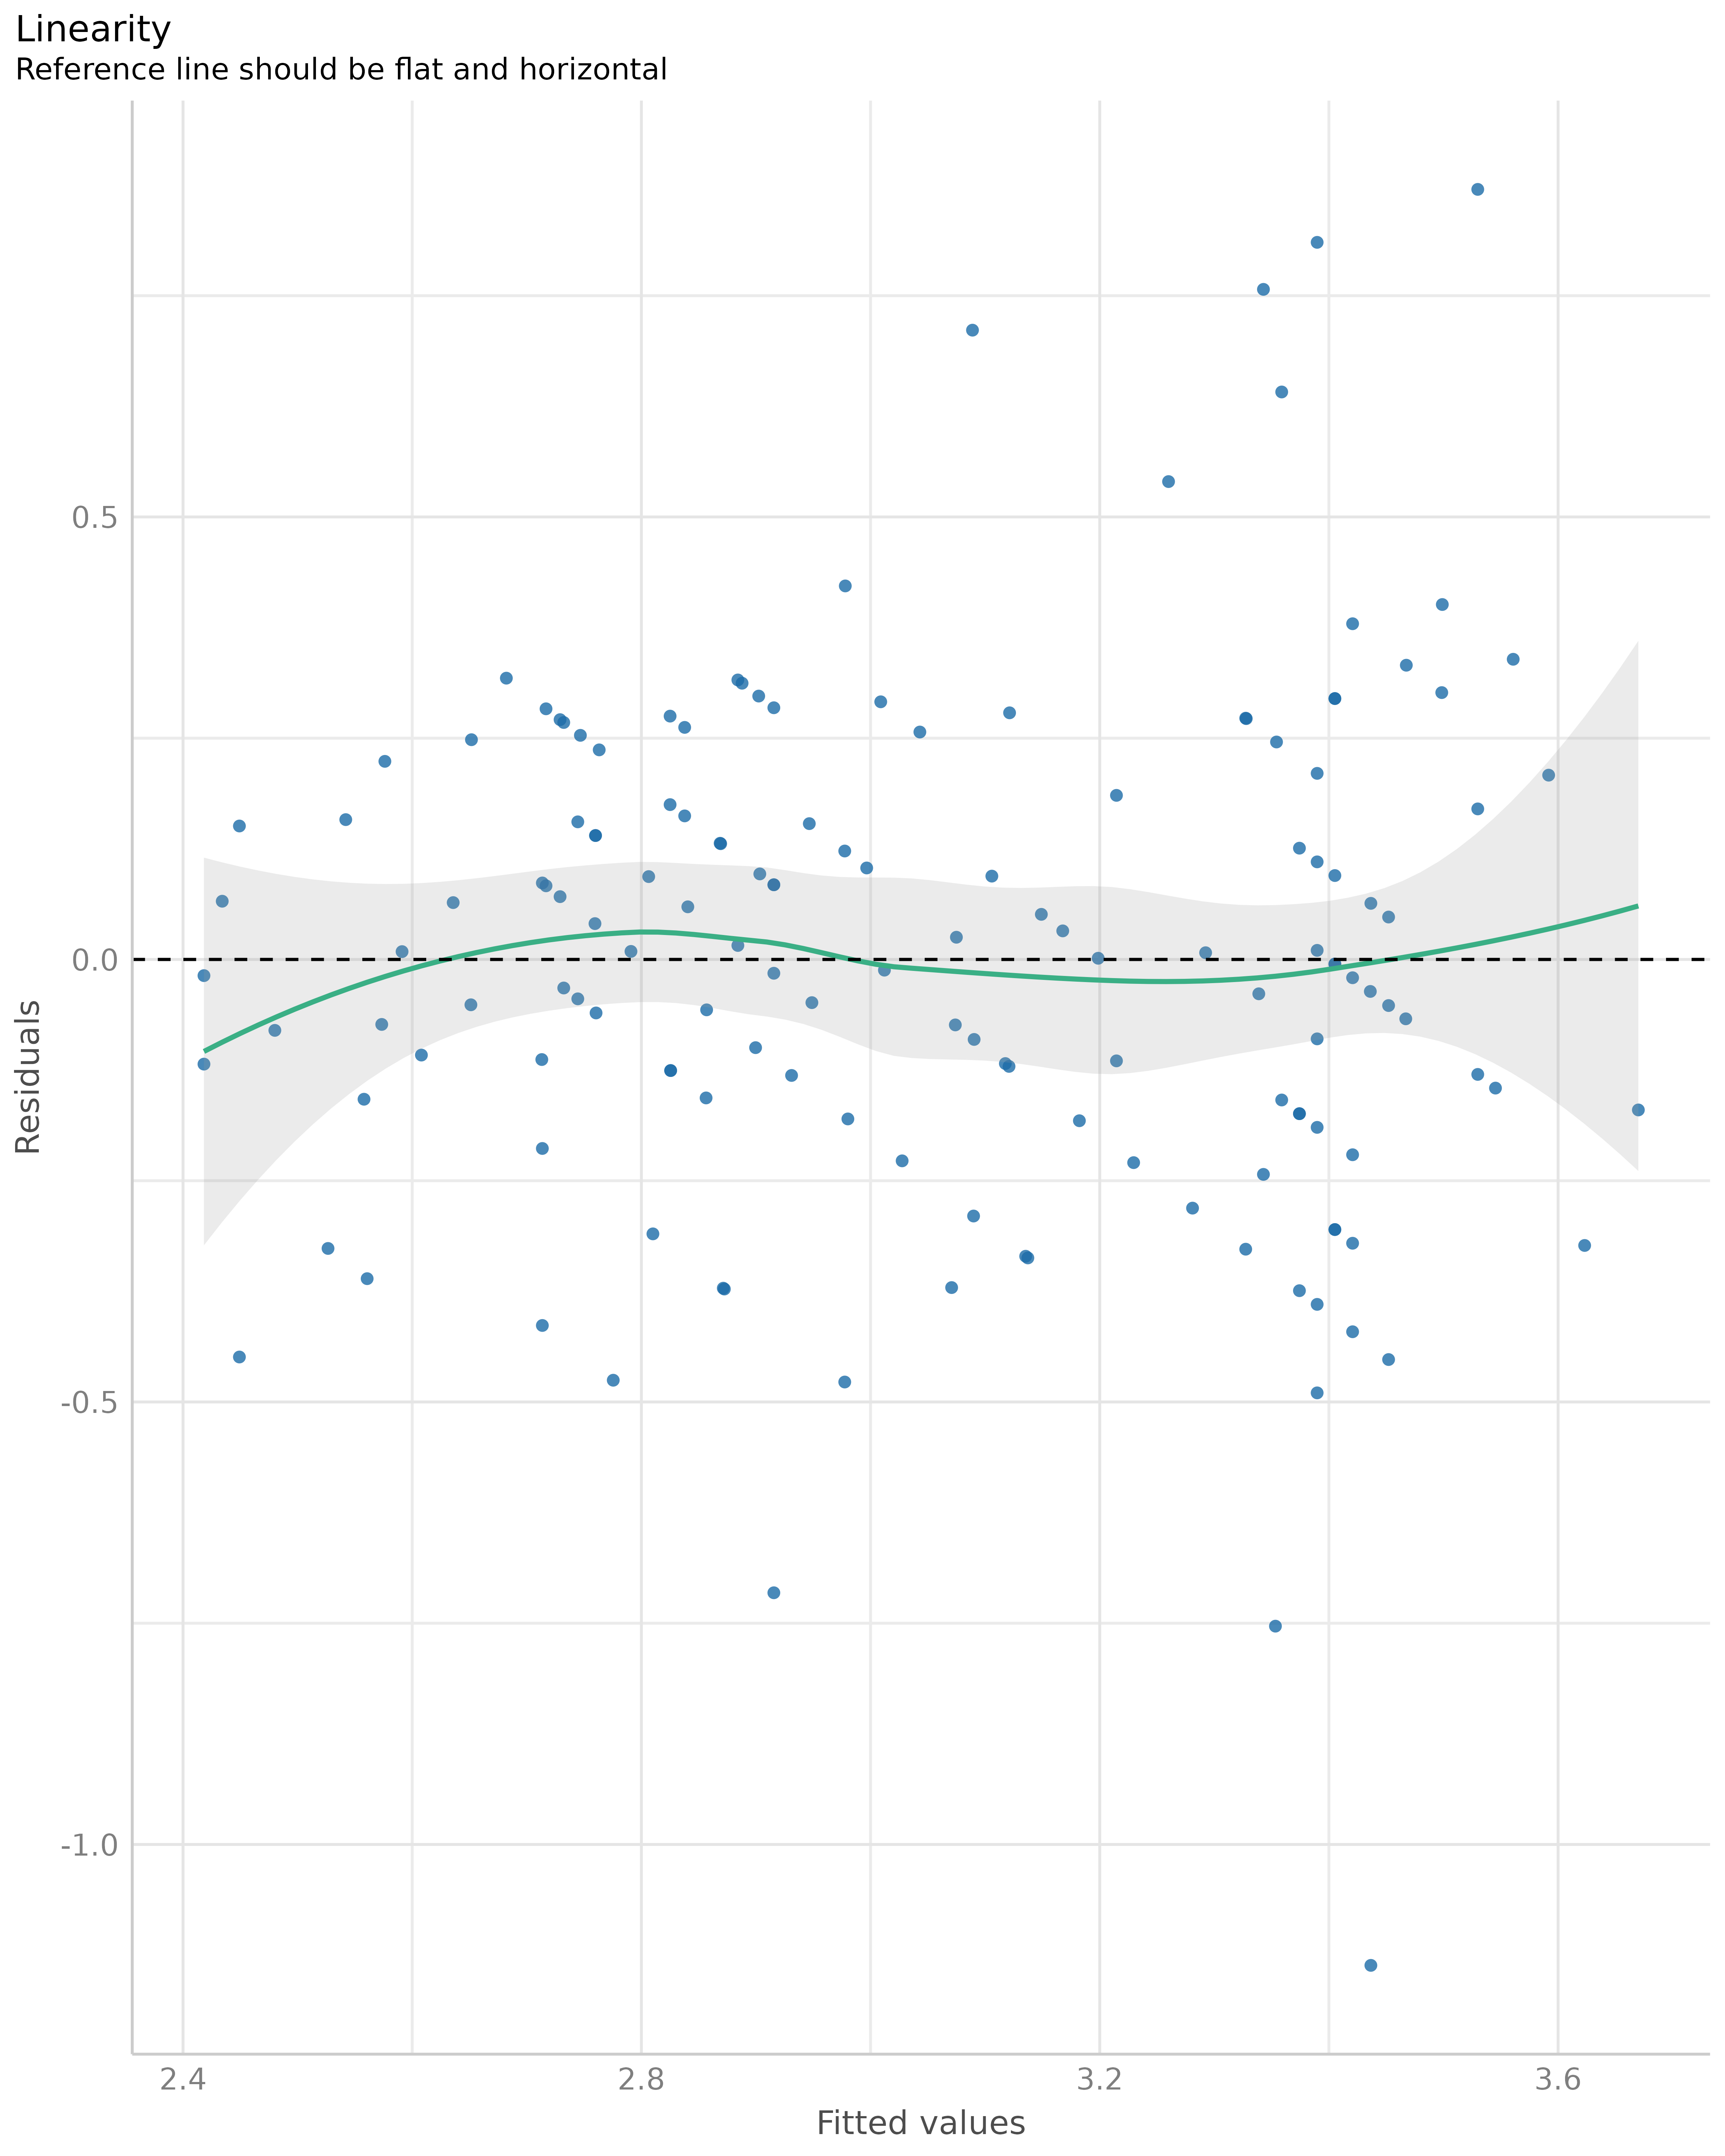 Linearity
Reference line should be flat and horizontal
0.5
0.0
-0.5
-1.0
Residuals
2.4 2.8 3.2 3.6
Fitted values